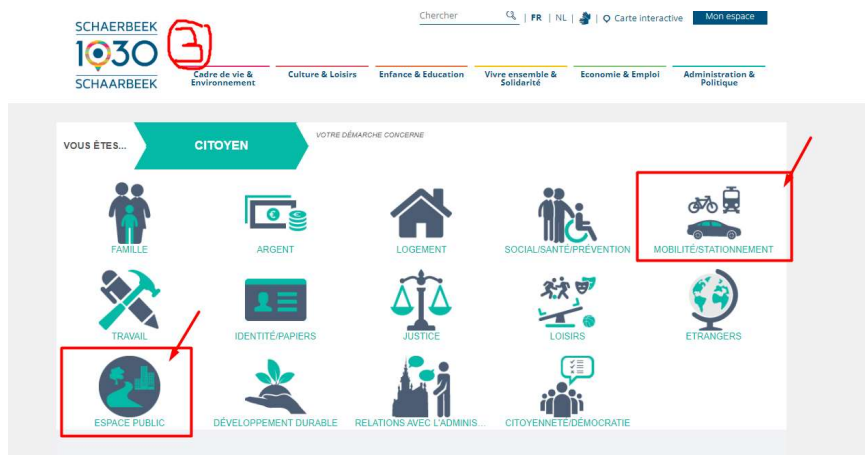 SCHAERBEEK
1030
SCHAARBEEK
3
Chercher | FR | NL | | Carte interactive Mon espace
Cadre de vie & Environnement
Culture & Loisirs
Enfance & Education
Vivre ensemble & Solidarité
Economie & Emploi
Administration & Politique
VOUS ÊTES...
CITOYEN
VOTRE DÉMARCHE CONCERNE
FAMILLE
ARGENT
LOGEMENT
SOCIAL/SANTÉ/PRÉVENTION
MOBILITÉ/STATIONNEMENT
TRAVAIL
IDENTITÉ/PAPIERS
JUSTICE
LOISIRS
ETRANGERS
ESPACE PUBLIC
DÉVELOPPEMENT DURABLE
RELATIONS AVEC L'ADMINIS...
CITOYENNETÉ/DÉMOCRATIE